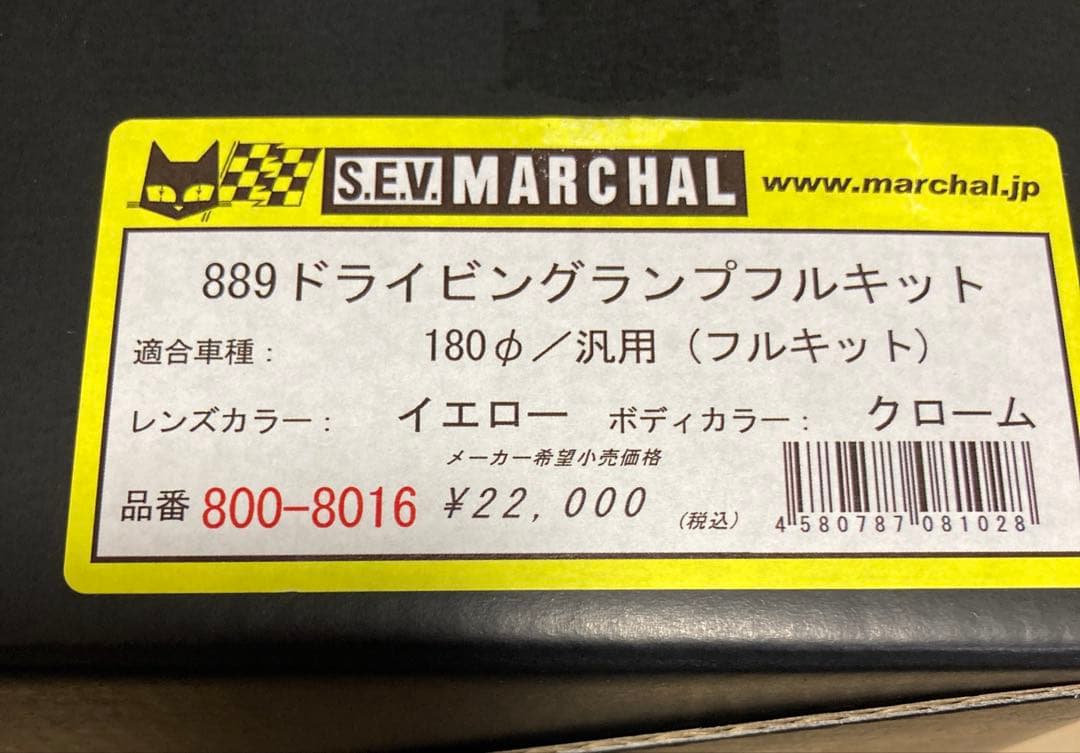 S.E.V. MARCHAL www.marchal.jp
889ドライビングランプフルキット
適合車種： 180φ／汎用（フルキット）
レンズカラー： イエロー ボディカラー： クローム
メーカー希望小売価格
品番 800-8016 ¥22,000 （税込）
4580787081028